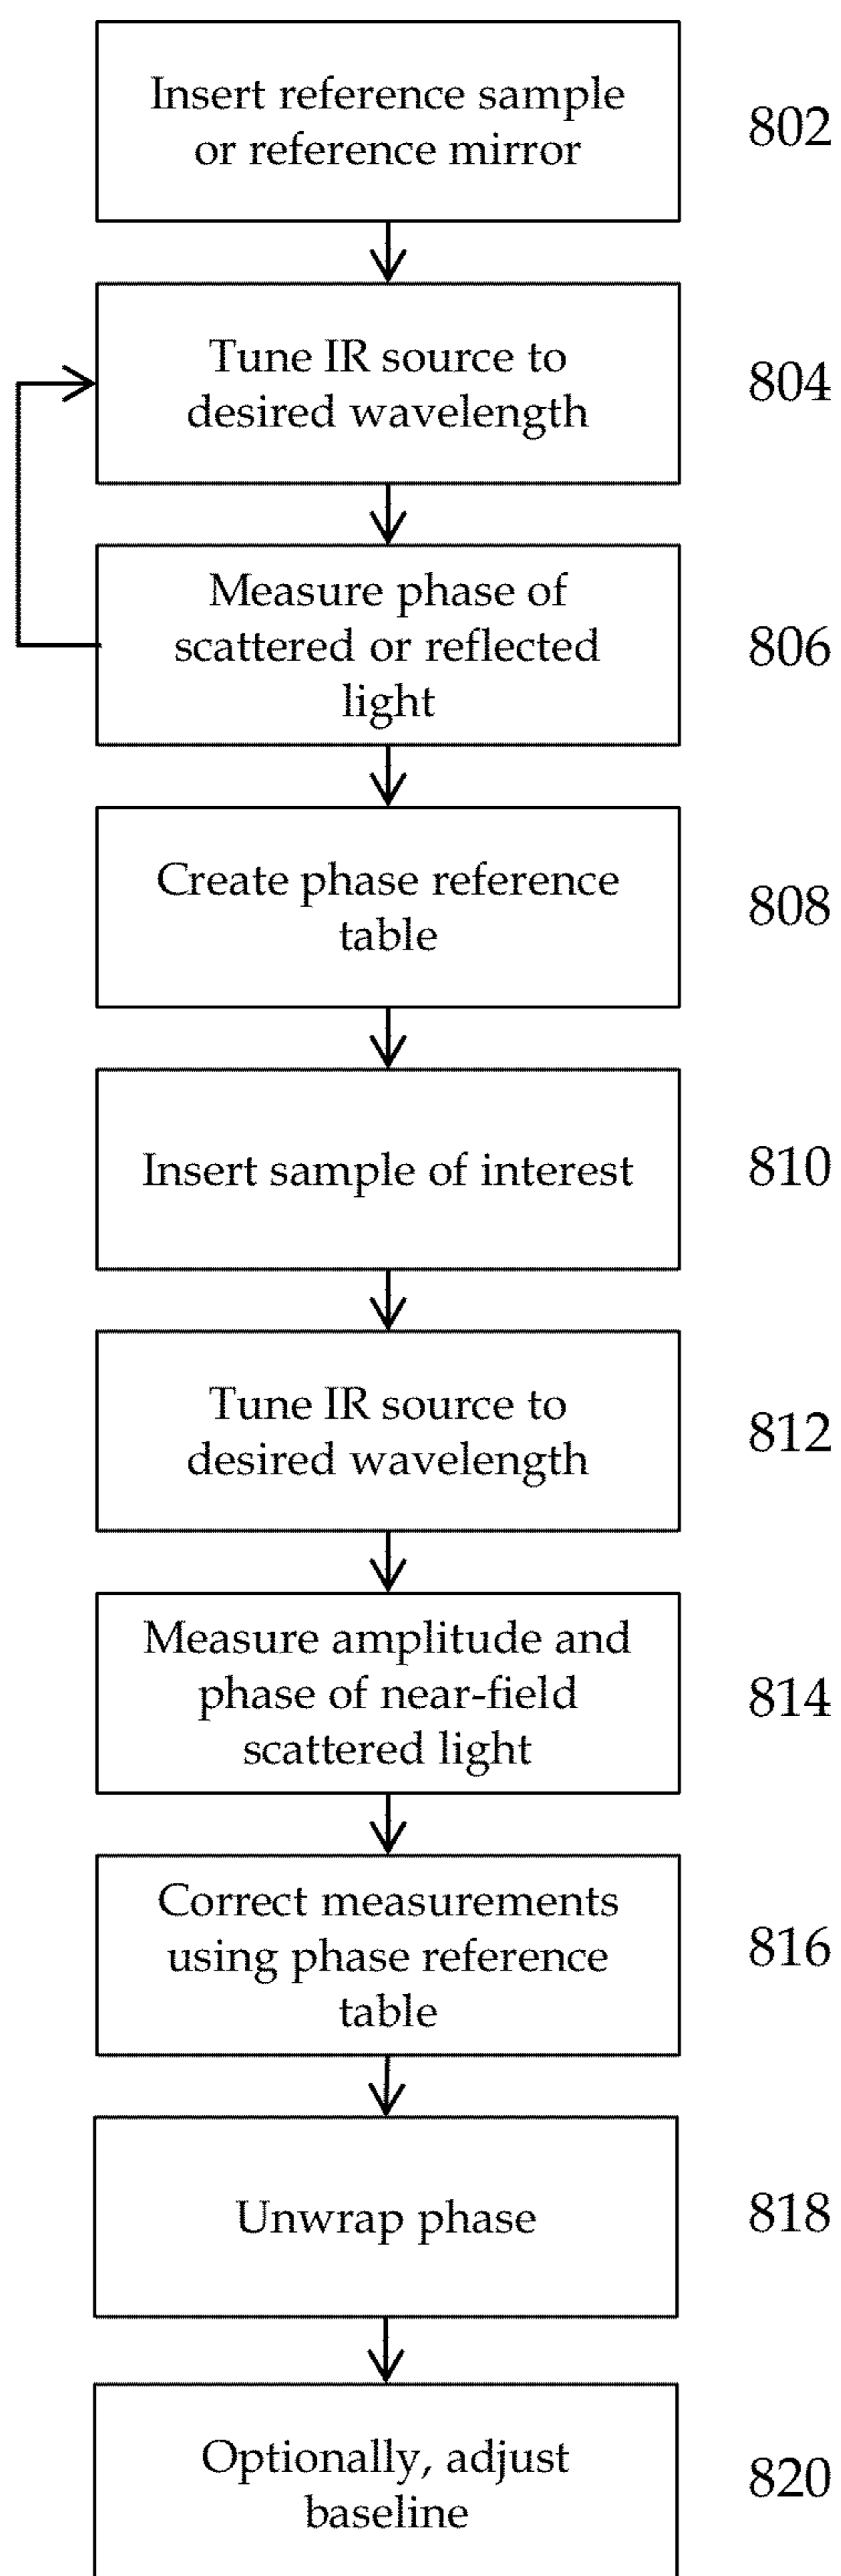 Insert reference sample
or reference mirror
802
Tune IR source to
desired wavelength
804
Measure phase of
scattered or reflected
light
806
Create phase reference
table
808
Insert sample of interest
810
Tune IR source to
desired wavelength
812
Measure amplitude and
phase of near-field
scattered light
814
Correct measurements
using phase reference
table
816
Unwrap phase
818
Optionally, adjust
baseline
820